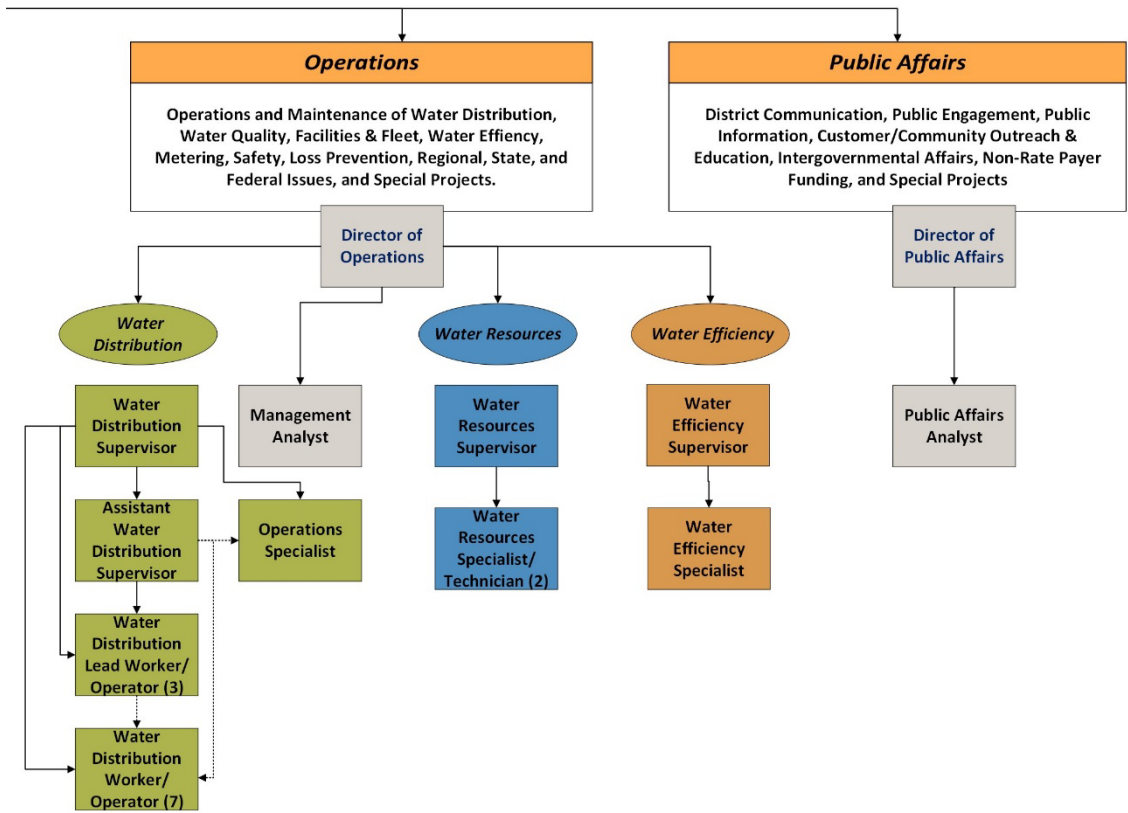 Operations
Operations and Maintenance of Water Distribution,
Water Quality, Facilities & Fleet, Water Effiency,
Metering, Safety, Loss Prevention, Regional, State, and
Federal Issues, and Special Projects.
Public Affairs
District Communication, Public Engagement, Public
Information, Customer/Community Outreach &
Education, Intergovernmental Affairs, Non-Rate Payer
Funding, and Special Projects
Director of
Operations
Director of
Public Affairs
Water
Distribution
Water Resources
Water Efficiency
Water
Distribution
Supervisor
Management
Analyst
Water
Resources
Supervisor
Water
Efficiency
Supervisor
Public Affairs
Analyst
Assistant
Water
Distribution
Supervisor
Operations
Specialist
Water
Resources
Specialist/
Technician (2)
Water
Efficiency
Specialist
Water
Distribution
Lead Worker/
Operator (3)
Water
Distribution
Worker/
Operator (7)